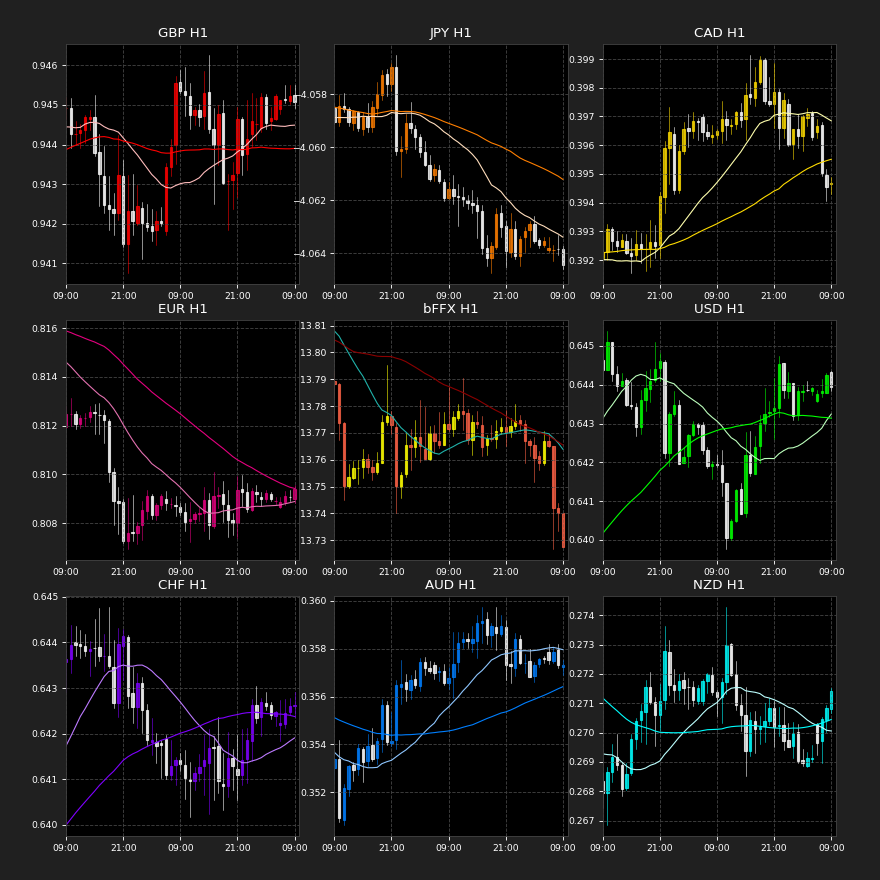 GBP H1 JPY H1 CAD H1
0.946 0.945 0.944 0.943 0.942 0.941
−4.058 −4.060 −4.062 −4.064
0.399 0.398 0.397 0.396 0.395 0.394 0.393 0.392
09:00 21:00 09:00 21:00 09:00 09:00 21:00 09:00 21:00 09:00 09:00 21:00 09:00 21:00 09:00
EUR H1 bFFX H1 USD H1
0.816 0.814 0.812 0.810 0.808
13.81 13.80 13.79 13.78 13.77 13.76 13.75 13.74 13.73
0.645 0.644 0.643 0.642 0.641 0.640
09:00 21:00 09:00 21:00 09:00 09:00 21:00 09:00 21:00 09:00 09:00 21:00 09:00 21:00 09:00
CHF H1 AUD H1 NZD H1
0.645 0.644 0.643 0.642 0.641 0.640
0.360 0.358 0.356 0.354 0.352
0.274 0.273 0.272 0.271 0.270 0.269 0.268 0.267
09:00 21:00 09:00 21:00 09:00 09:00 21:00 09:00 21:00 09:00 09:00 21:00 09:00 21:00 09:00